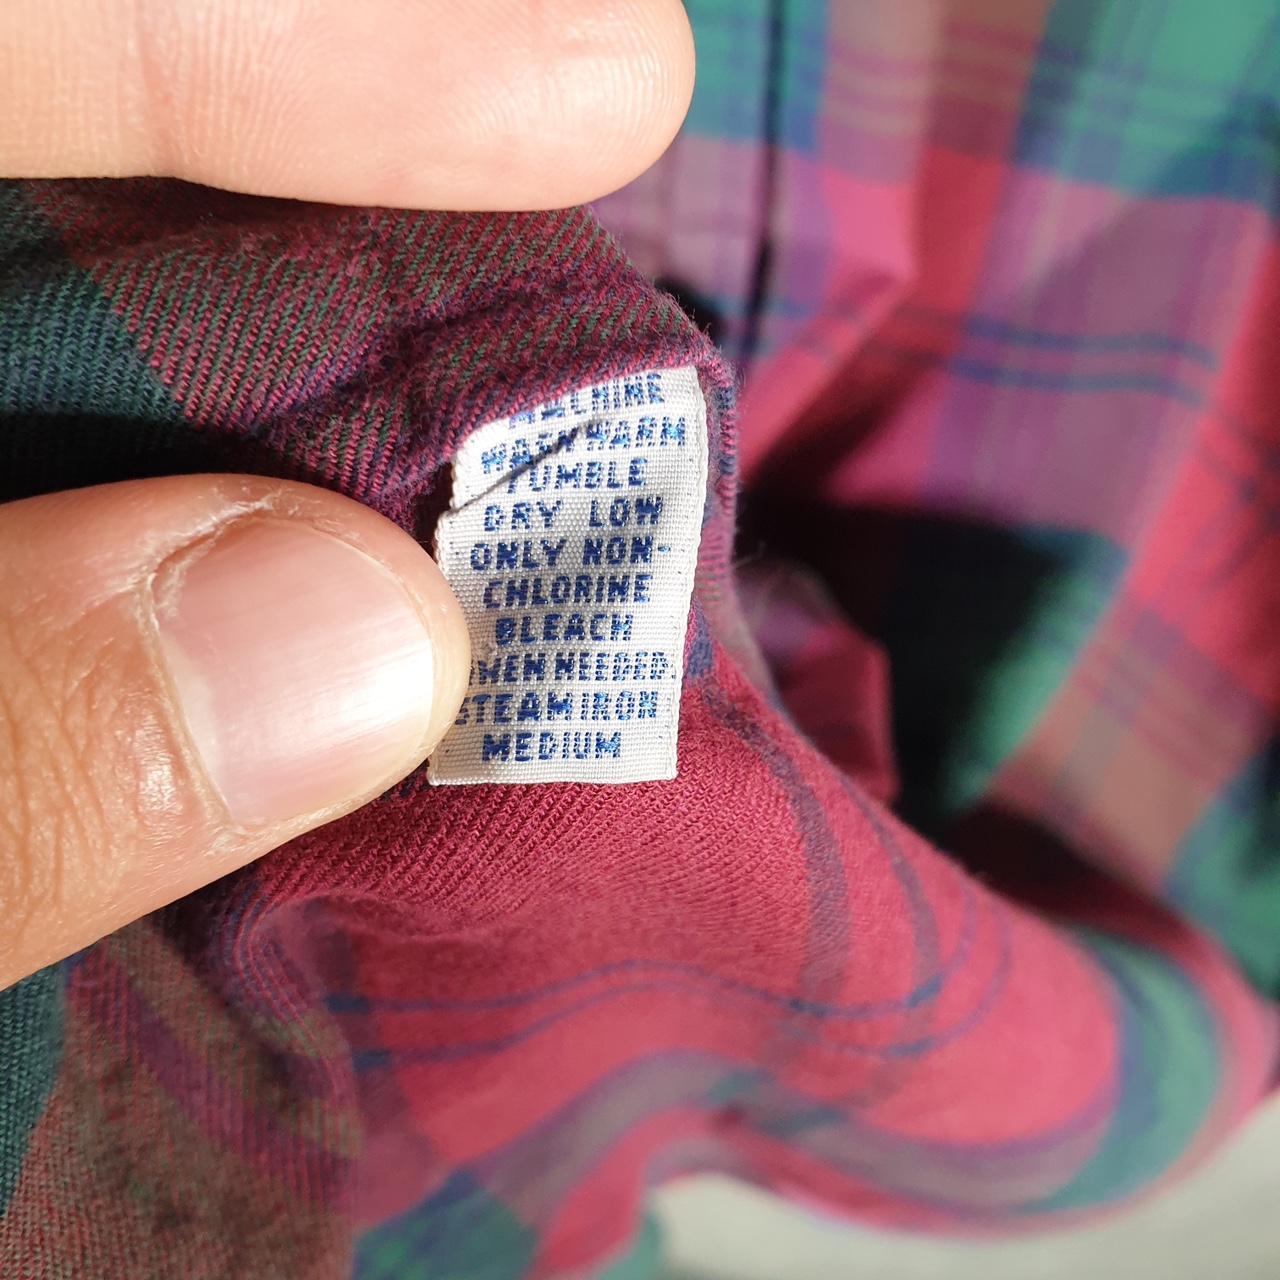 MACHINE
WASH WARM
TUMBLE
DRY LOW
ONLY NON-
CHLORINE
BLEACH
WHEN NEEDED
STEAM IRON
MEDIUM